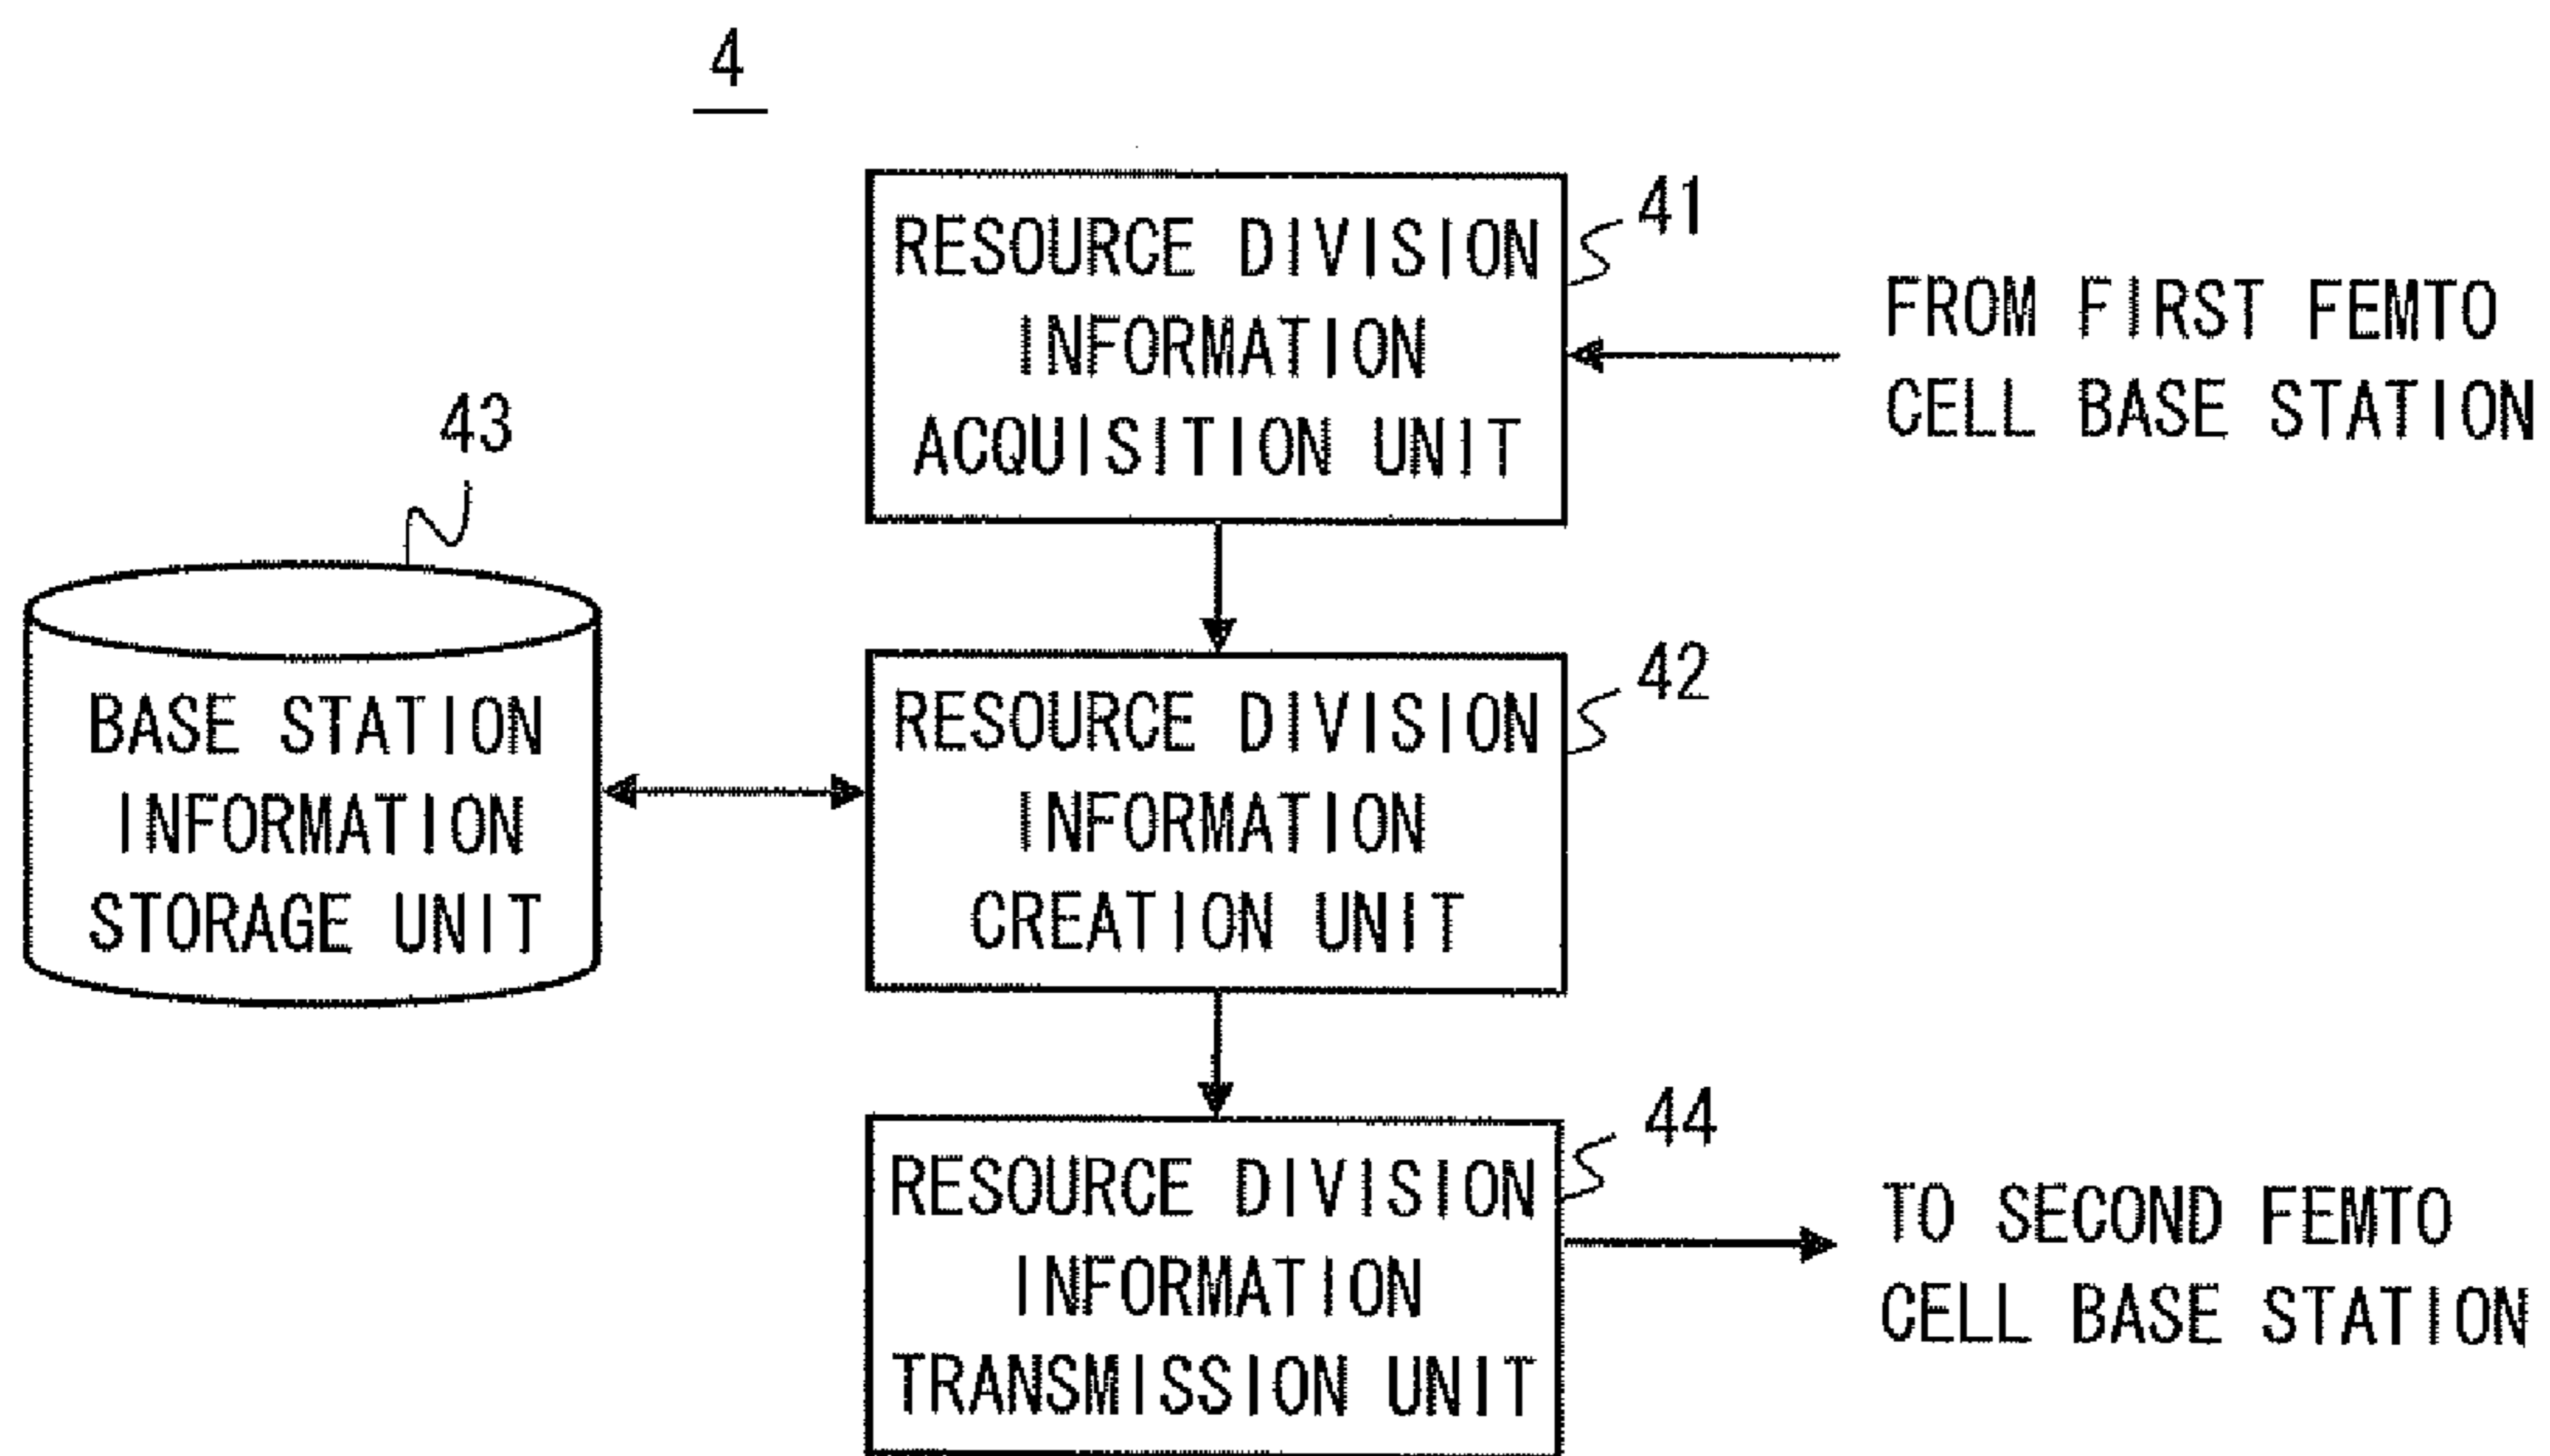 4
RESOURCE DIVISION
INFORMATION
ACQUISITION UNIT
41
FROM FIRST FEMTO
CELL BASE STATION
43
BASE STATION
INFORMATION
STORAGE UNIT
RESOURCE DIVISION
INFORMATION
CREATION UNIT
42
RESOURCE DIVISION
INFORMATION
TRANSMISSION UNIT
44
TO SECOND FEMTO
CELL BASE STATION